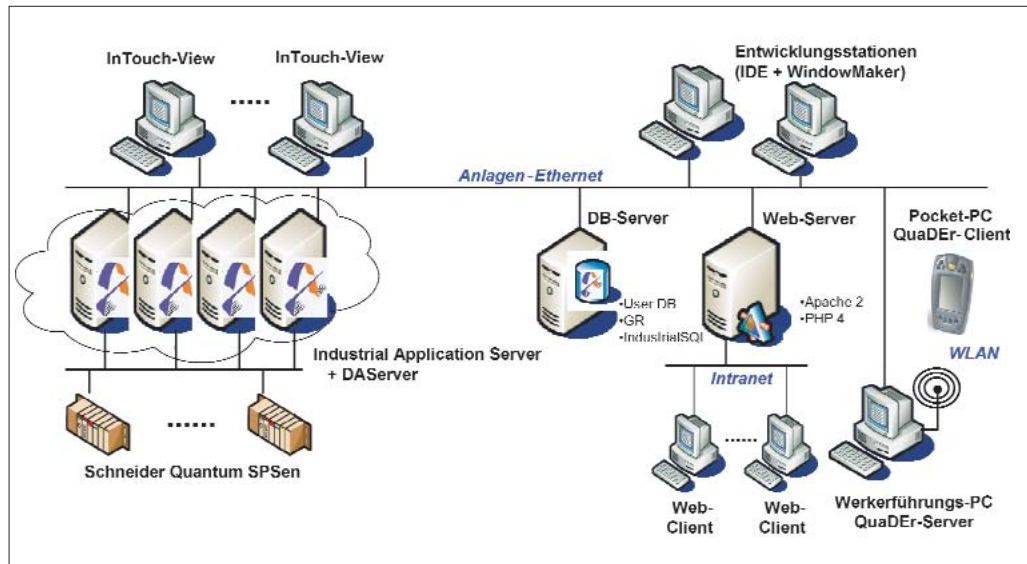 InTouch-View
InTouch-View
Entwicklungsstationen
(IDE + WindowMaker)
Anlagen-Ethernet
DB-Server
Web-Server
Pocket-PC
QuaDEr-Client
•User DB
•GR
•IndustrialSQl
•Apache 2
•PHP 4
Industrial Application Server
+ DAServer
WLAN
Intranet
Schneider Quantum SPSen
Web-
Client
Web-
Client
Werkerführungs-PC
QuaDEr-Server